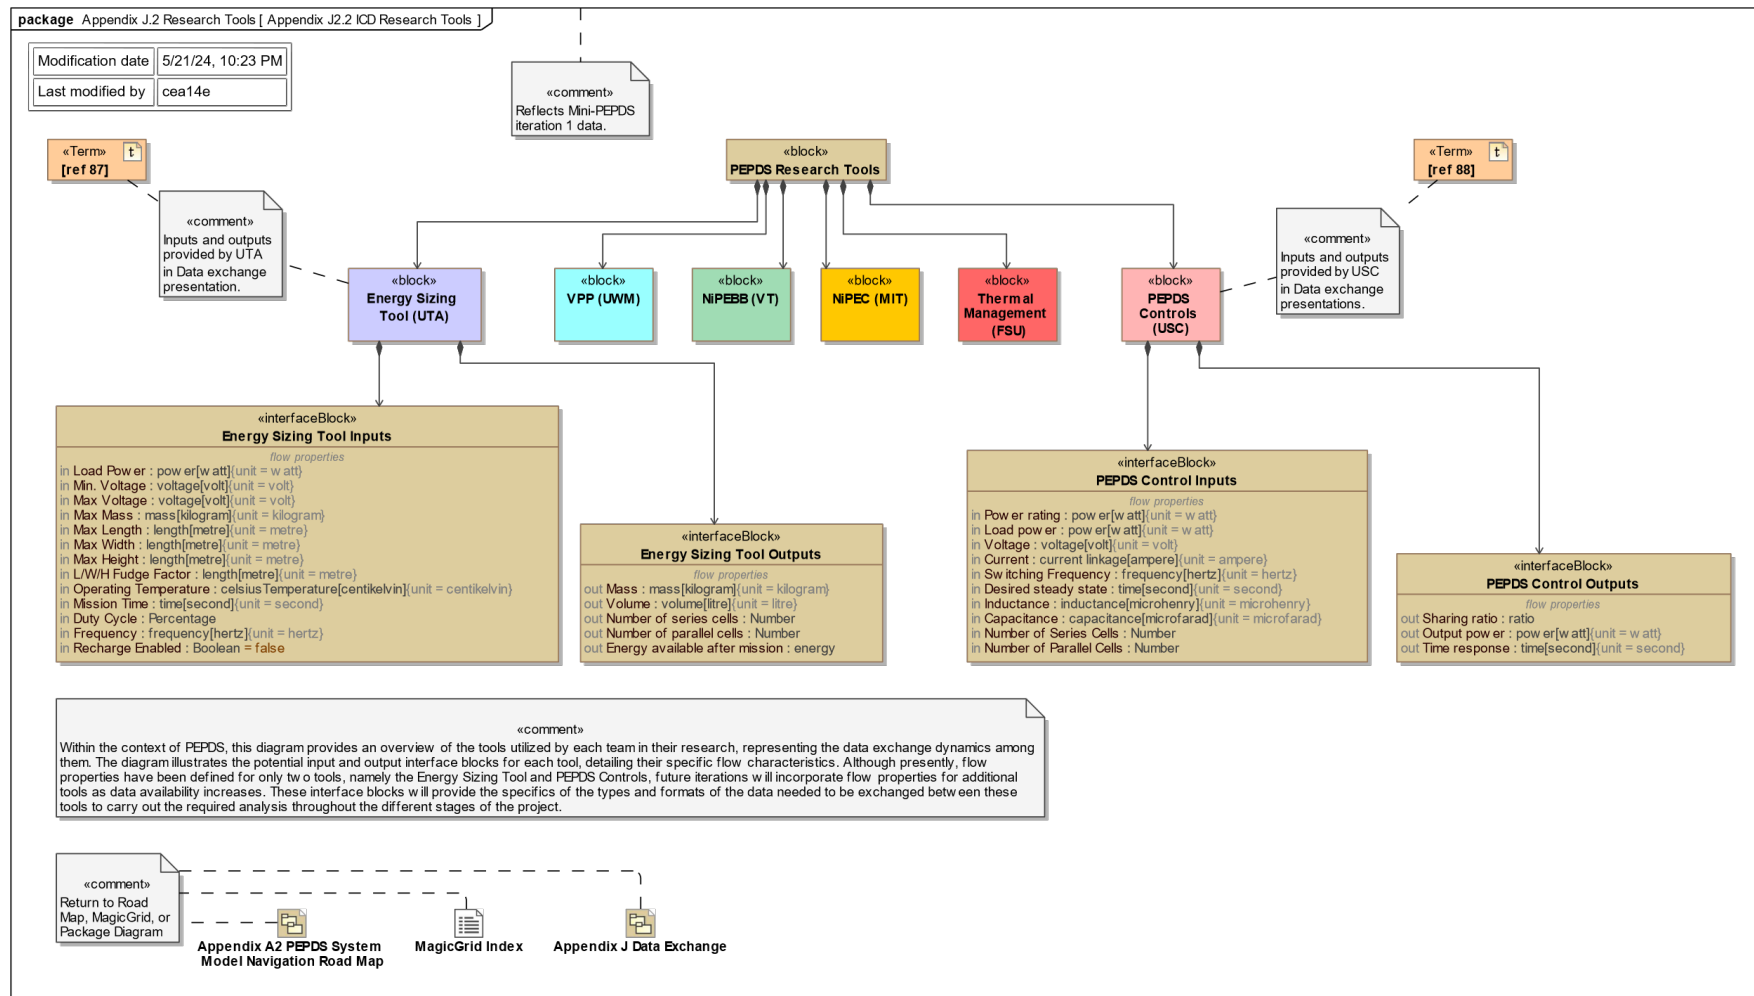 package Appendix J.2 Research Tools [ Appendix J2.2 ICD Research Tools ]
Modification date 5/21/24, 10:23 PM
Last modified by cea14e
«comment»
Reflects Mini-PEPDS
iteration 1 data.
«Term» t
[ref 87]
«block»
PEPDS Research Tools
«Term» t
[ref 88]
«comment»
Inputs and outputs
provided by UTA
in Data exchange
presentation.
«comment»
Inputs and outputs
provided by USC
in Data exchange
presentations.
«block»
Energy Sizing
Tool (UTA)
«block»
VPP (UWM)
«block»
NiPEBB (VT)
«block»
NiPEC (MIT)
«block»
Thermal
Management
(FSU)
«block»
PEPDS
Controls
(USC)
«interfaceBlock»
Energy Sizing Tool Inputs
flow properties
in Load Power : power[watt]{unit = watt}
in Min. Voltage : voltage[volt]{unit = volt}
in Max Voltage : voltage[volt]{unit = volt}
in Max Mass : mass[kilogram]{unit = kilogram}
in Max Length : length[metre]{unit = metre}
in Max Width : length[metre]{unit = metre}
in Max Height : length[metre]{unit = metre}
in L/W/H Fudge Factor : length[metre]{unit = metre}
in Operating Temperature : celsiusTemperature[centikelvin]{unit = centikelvin}
in Mission Time : time[second]{unit = second}
in Duty Cycle : Percentage
in Frequency : frequency[hertz]{unit = hertz}
in Recharge Enabled : Boolean = false
«interfaceBlock»
Energy Sizing Tool Outputs
flow properties
out Mass : mass[kilogram]{unit = kilogram}
out Volume : volume[litre]{unit = litre}
out Number of series cells : Number
out Number of parallel cells : Number
out Energy available after mission : energy
«interfaceBlock»
PEPDS Control Inputs
flow properties
in Power rating : power[watt]{unit = watt}
in Load power : power[watt]{unit = watt}
in Voltage : voltage[volt]{unit = volt}
in Current : current linkage[ampere]{unit = ampere}
in Switching Frequency : frequency[hertz]{unit = hertz}
in Desired steady state : time[second]{unit = second}
in Inductance : inductance[microhenry]{unit = microhenry}
in Capacitance : capacitance[microfarad]{unit = microfarad}
in Number of Series Cells : Number
in Number of Parallel Cells : Number
«interfaceBlock»
PEPDS Control Outputs
flow properties
out Sharing ratio : ratio
out Output power : power[watt]{unit = watt}
out Time response : time[second]{unit = second}
«comment»
Within the context of PEPDS, this diagram provides an overview of the tools utilized by each team in their research, representing the data exchange dynamics among
them. The diagram illustrates the potential input and output interface blocks for each tool, detailing their specific flow characteristics. Although presently, flow
properties have been defined for only two tools, namely the Energy Sizing Tool and PEPDS Controls, future iterations will incorporate flow properties for additional
tools as data availability increases. These interface blocks will provide the specifics of the types and formats of the data needed to be exchanged between these
tools to carry out the required analysis throughout the different stages of the project.
«comment»
Return to Road
Map, MagicGrid, or
Package Diagram
Appendix A2 PEPDS System
Model Navigation Road Map
MagicGrid Index
Appendix J Data Exchange